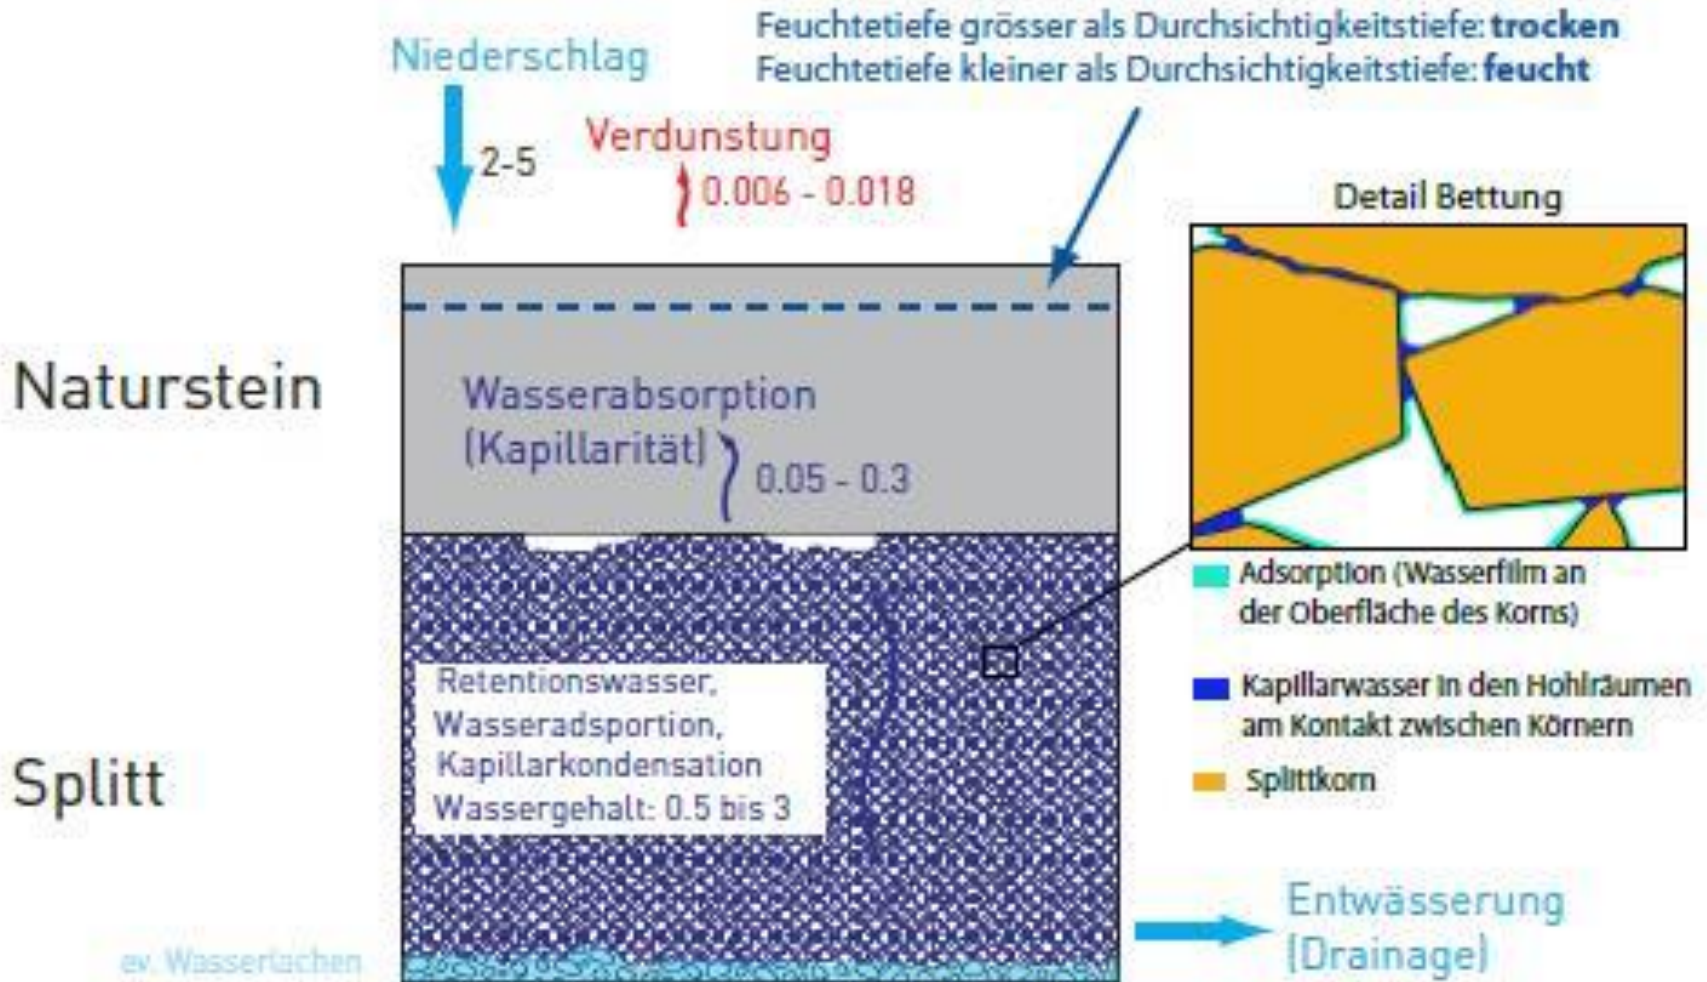 Feuchtetiefe grösser als Durchsichtigkeitstiefe: trocken
Feuchtetiefe kleiner als Durchsichtigkeitstiefe: feucht
Niederschlag
2-5
Verdunstung
0.006 - 0.018
Detail Bettung
Naturstein
Wasserabsorption
(Kapillarität)
0.05 - 0.3
Adsorption (Wasserfilm an
der Oberfläche des Korns)
Kapillarwasser in den Hohlräumen
am Kontakt zwischen Körnern
Splittkorn
Splitt
Retentionswasser,
Wasseradsportion,
Kapillarkondensation
Wassergehalt: 0.5 bis 3
Entwässerung
(Drainage)
ev. Wasserlachen